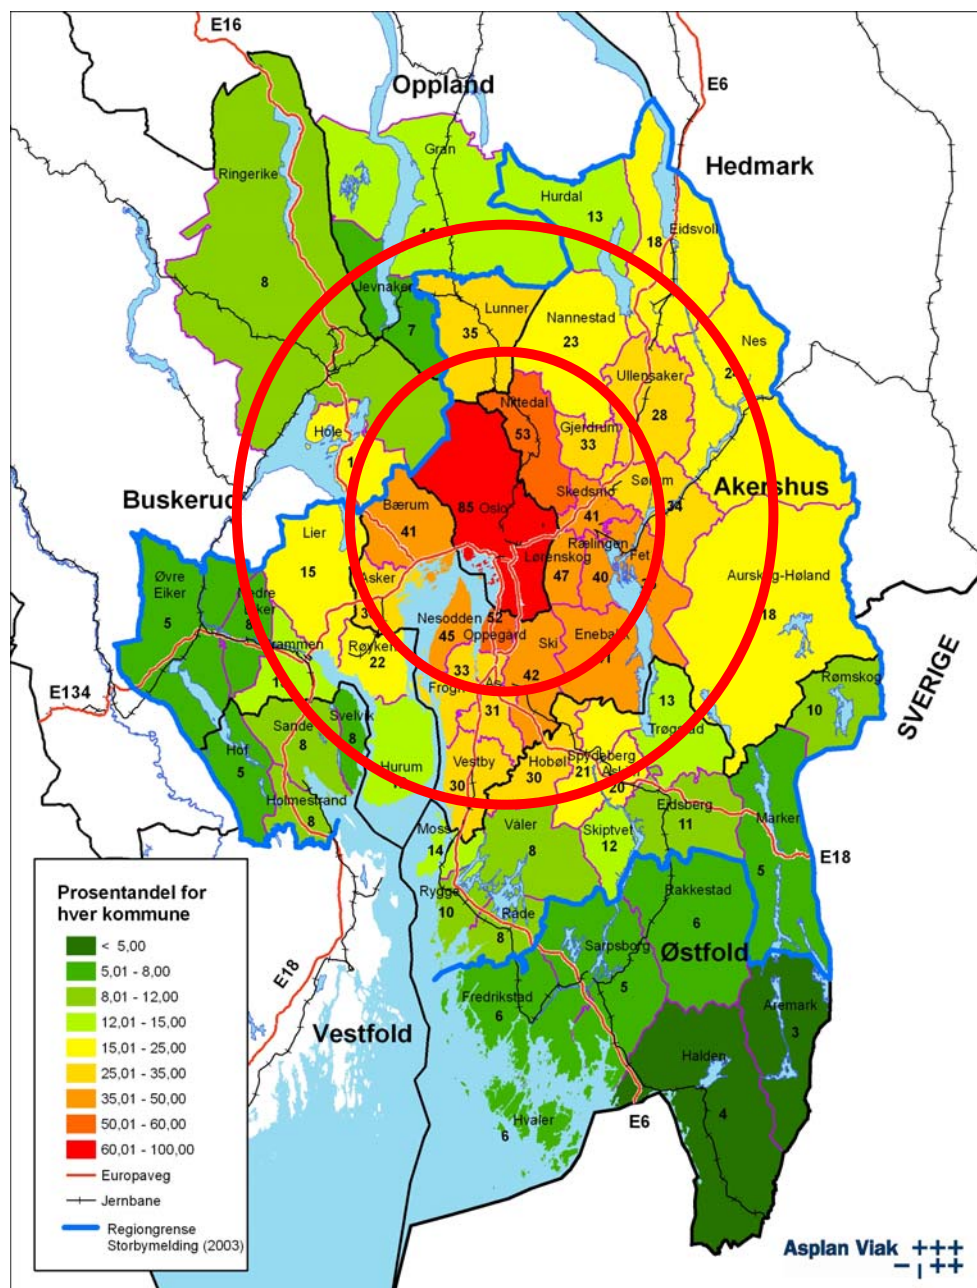 E16
Oppland
E6
Hedmark
Gran
Ringerike
Hurdal
13
Eidsvoll
18
8
Jevnaker
7
Lunner
35
Nannestad
23
Nes
Ullensaker
28
Nittedal
53
Gjerdrum
33
Hole
Buskerud
Bærum
41
85
Oslo
Skedsmo
41
Sørum
34
Akershus
Lier
15
Rælingen
40
Fet
Lørenskog
47
Aurskog-Høland
18
Øvre
Eiker
5
Nedre
Eiker
8
Asker
Nesodden
45
52
Oppegård
Ski
42
Enebakk
Røyken
22
33
31
Rømskog
10
SVERIGE
E134
13
Trøgstad
Sande
8
Svelvik
8
Hof
5
Hurum
Holmestrand
8
Vestby
30
Hobøl
30
Spydeberg
21
20
Eidsberg
11
Marker
5
Moss
14
Våler
8
Skiptvet
12
E18
Rygge
10
Råde
8
Rakkestad
6
Sarpsborg
5
Østfold
Fredrikstad
6
Aremark
3
Halden
4
Hvaler
6
E6
E18
Vestfold
Prosentandel for
hver kommune
< 5,00
5,01 - 8,00
8,01 - 12,00
12,01 - 15,00
15,01 - 25,00
25,01 - 35,00
35,01 - 50,00
50,01 - 60,00
60,01 - 100,00
Europaveg
Jernbane
Regiongrense
Storbymelding (2003)
Asplan Viak